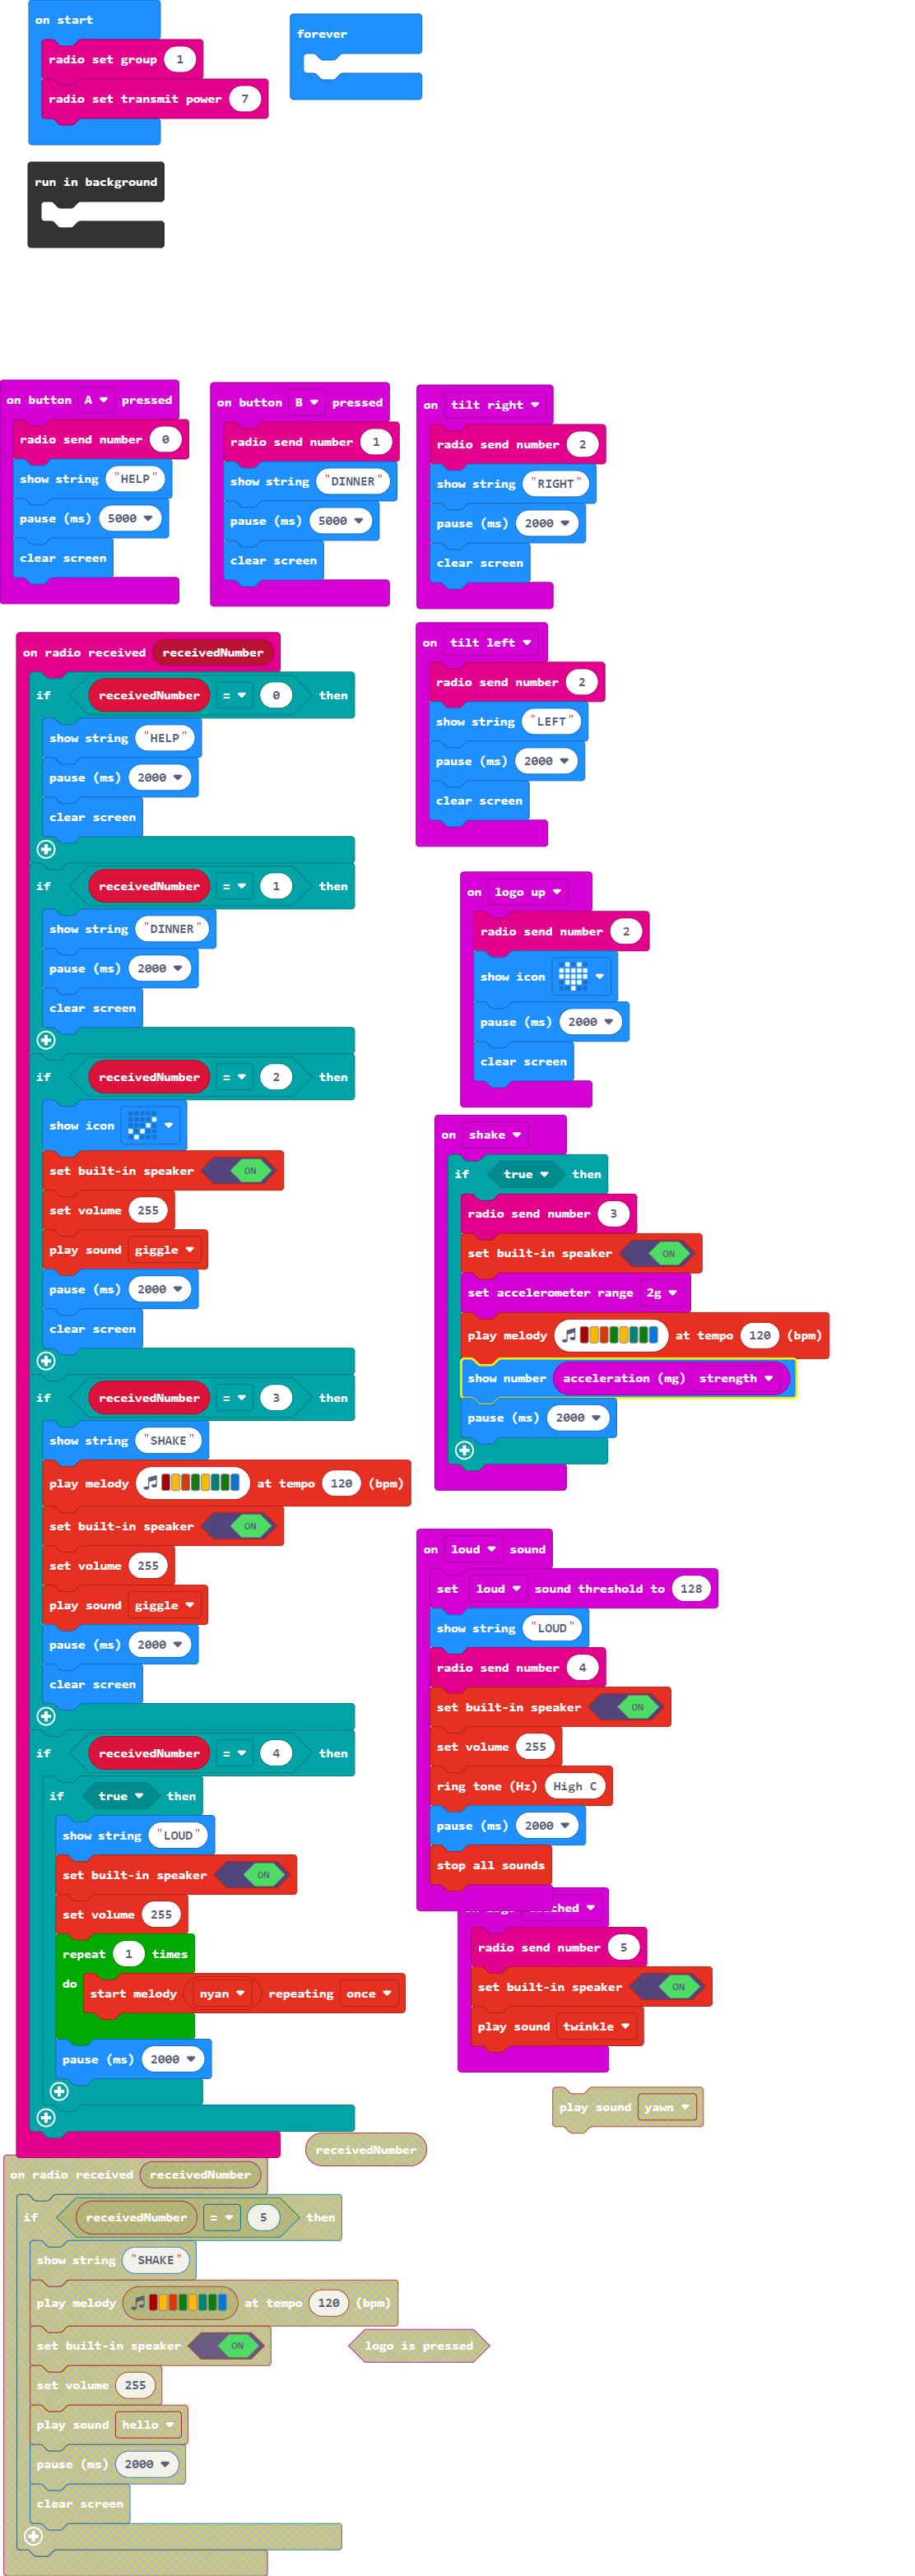 on start
radio set group 1
radio set transmit power 7
forever
run in background
on button A pressed
radio send number 0
show string "HELP"
pause (ms) 5000
clear screen
on button B pressed
radio send number 1
show string "DINNER"
pause (ms) 5000
clear screen
on tilt right
radio send number 2
show string "RIGHT"
pause (ms) 2000
clear screen
on radio received receivedNumber
if receivedNumber = 0 then
show string "HELP"
pause (ms) 2000
clear screen
if receivedNumber = 1 then
show string "DINNER"
pause (ms) 2000
clear screen
if receivedNumber = 2 then
show icon
set built-in speaker ON
set volume 255
play sound giggle
pause (ms) 2000
clear screen
if receivedNumber = 3 then
show string "SHAKE"
play melody at tempo 120 (bpm)
set built-in speaker ON
set volume 255
play sound giggle
pause (ms) 2000
clear screen
if receivedNumber = 4 then
if true then
show string "LOUD"
set built-in speaker ON
set volume 255
repeat 1 times
do start melody nyan repeating once
pause (ms) 2000
on tilt left
radio send number 2
show string "LEFT"
pause (ms) 2000
clear screen
on logo up
radio send number 2
show icon
pause (ms) 2000
clear screen
on shake
if true then
radio send number 3
set built-in speaker ON
set accelerometer range 2g
play melody at tempo 120 (bpm)
show number acceleration (mg) strength
pause (ms) 2000
on loud sound
set loud sound threshold to 128
show string "LOUD"
radio send number 4
set built-in speaker ON
set volume 255
ring tone (Hz) High C
pause (ms) 2000
stop all sounds
radio send number 5
set built-in speaker ON
play sound twinkle
play sound yawn
receivedNumber
on radio received receivedNumber
if receivedNumber = 5 then
show string "SHAKE"
play melody at tempo 120 (bpm)
set built-in speaker ON
set volume 255
play sound hello
pause (ms) 2000
clear screen
logo is pressed